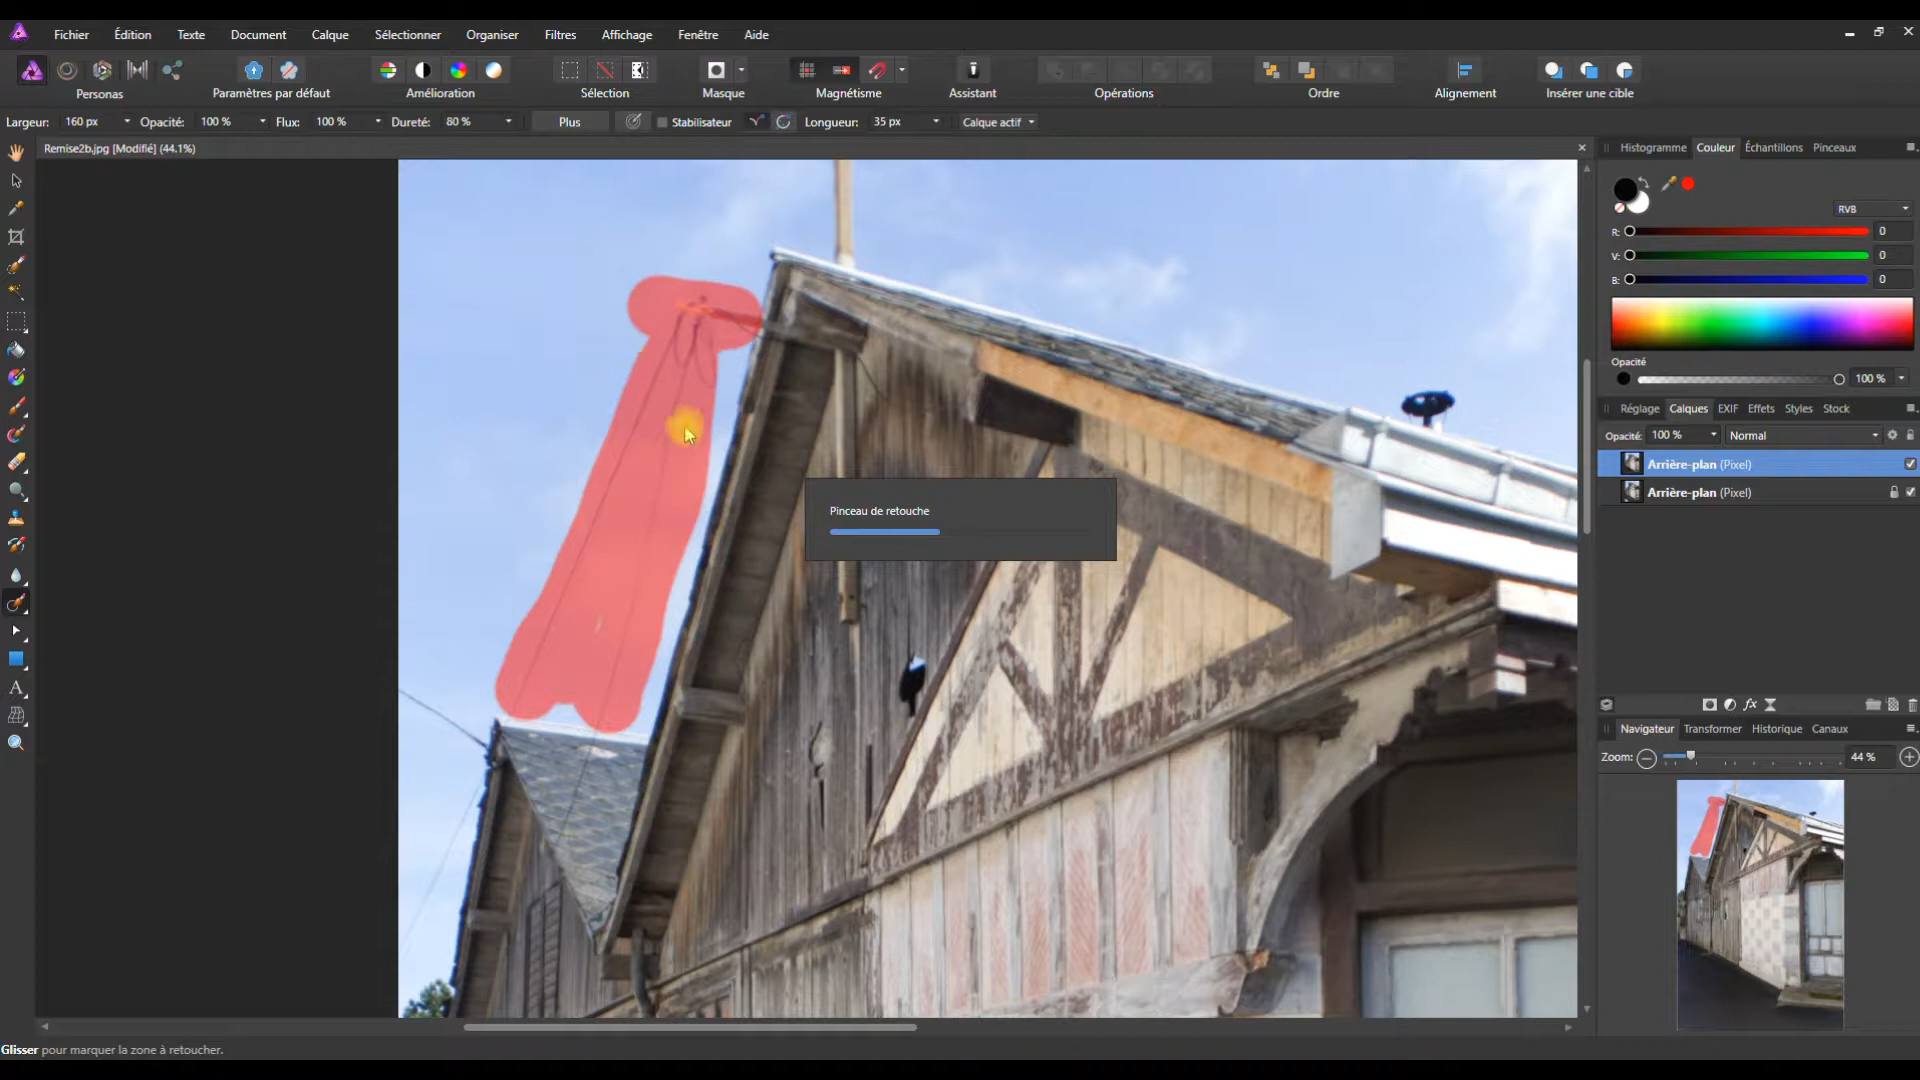 Fichier Édition Texte Document Calque Sélectionner Organiser Filtres Affichage Fenêtre Aide
Personas Paramètres par défaut Amélioration Sélection Masque Magnétisme Assistant Opérations Ordre Alignement Insérer une cible
Largeur: 160 px Opacité: 100 % Flux: 100 % Dureté: 80 % Plus Stabilisateur Longueur: 35 px Calque actif
Remise2b.jpg [Modifié] (44.1%)
Histogramme Couleur Échantillons Pinceaux
RVB
R: 0
V: 0
B: 0
Opacité
100 %
Réglage Calques EXIF Effets Styles Stock
Opacité: 100 % Normal
Arrière-plan (Pixel)
Arrière-plan (Pixel)
Pinceau de retouche
fx
Navigateur Transformer Historique Canaux
Zoom: 44 %
A
Glisser pour marquer la zone à retoucher.